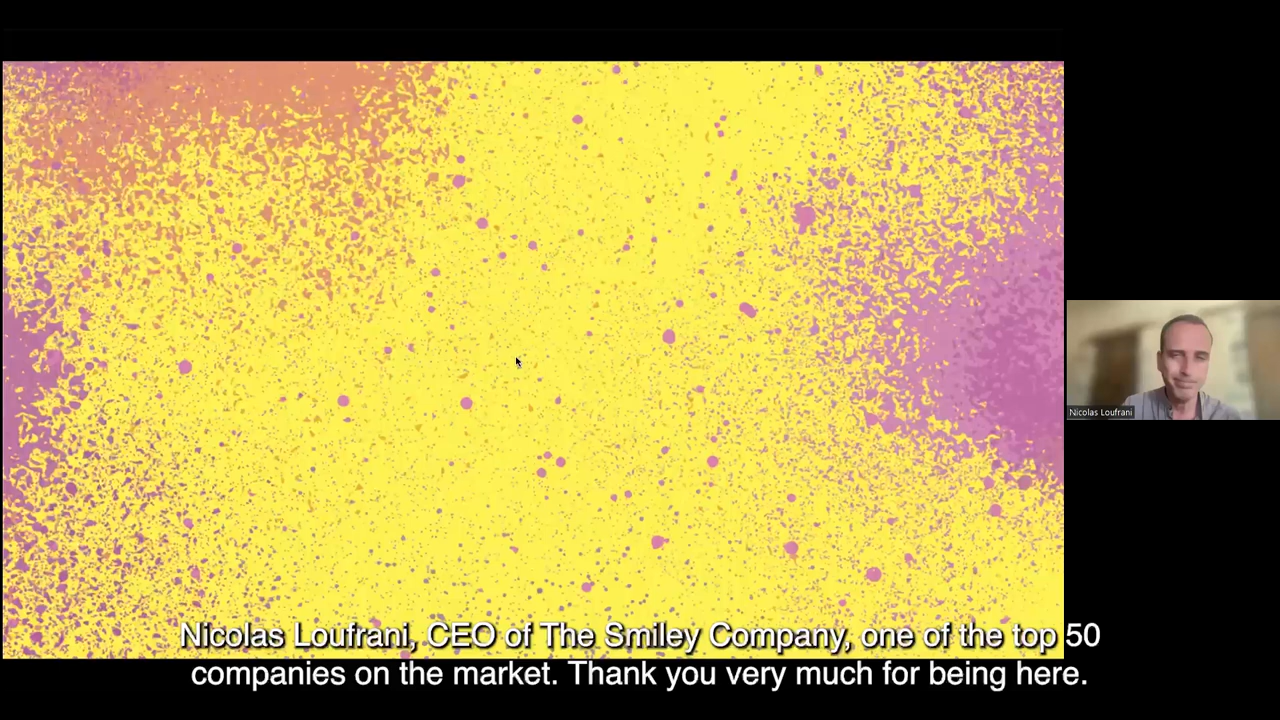 Nicolas Loufrani
Nicolas Loufrani, CEO of The Smiley Company, one of the top 50
companies on the market. Thank you very much for being here.